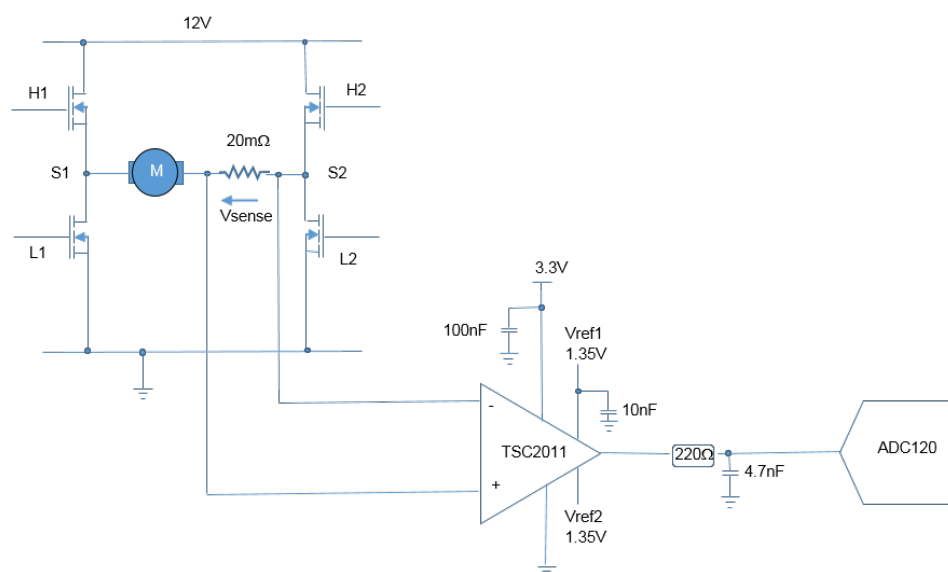 12V
H1
H2
20mΩ
S1
M
S2
Vsense
L1
L2
3.3V
100nF
Vref1
1.35V
10nF
-
TSC2011
+
220Ω
4.7nF
ADC120
Vref2
1.35V